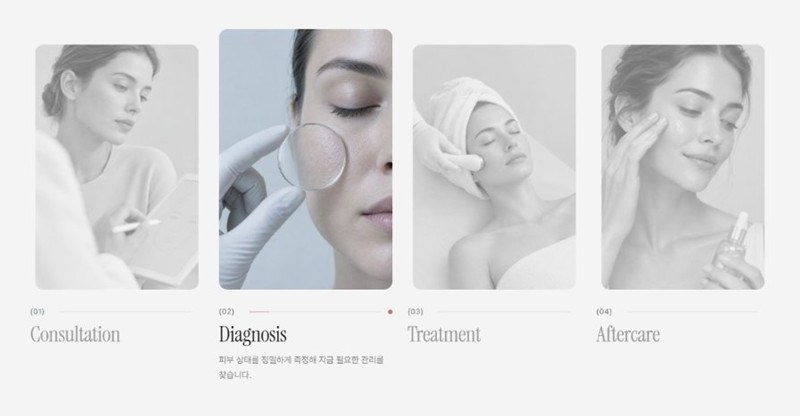 (01)
Consultation
(02)
Diagnosis
피부 상태를 정밀하게 측정해 지금 필요한 관리를
찾습니다.
(03)
Treatment
(04)
Aftercare